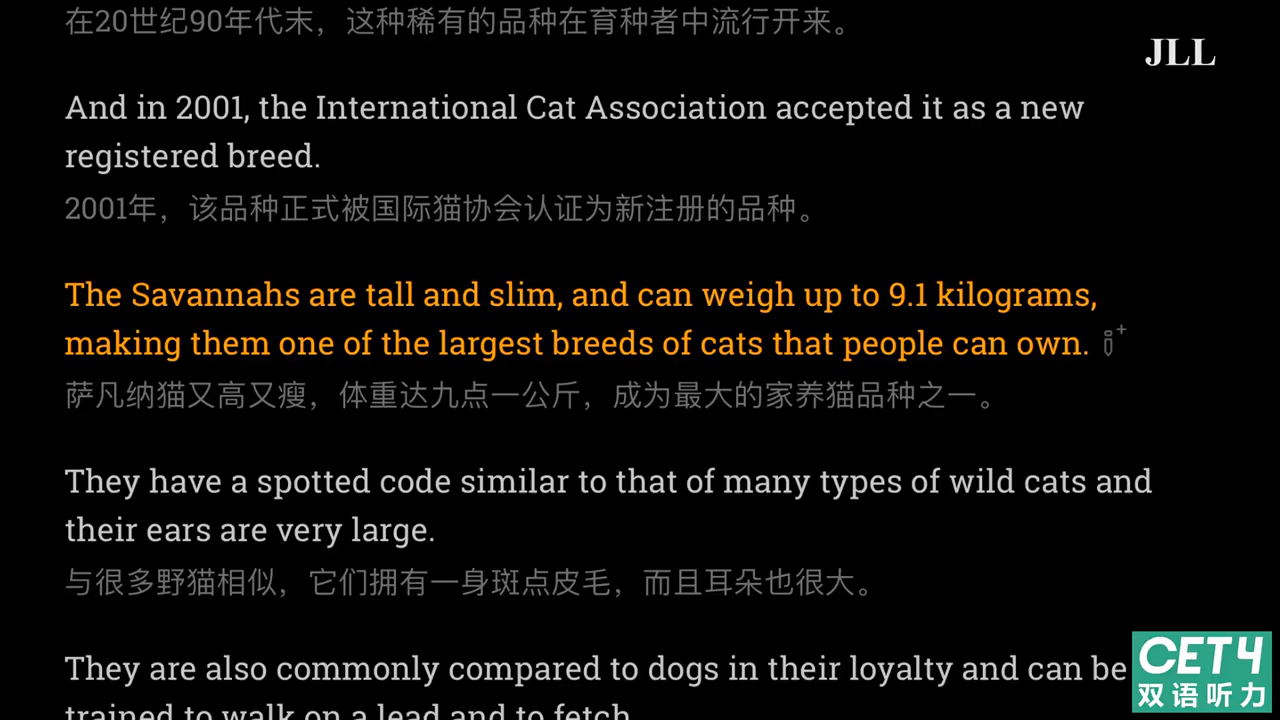 在20世纪90年代末，这种稀有的品种在育种者中流行开来。
JLL
And in 2001, the International Cat Association accepted it as a new
registered breed.
2001年，该品种正式被国际猫协会认证为新注册的品种。
The Savannahs are tall and slim, and can weigh up to 9.1 kilograms,
making them one of the largest breeds of cats that people can own.
萨凡纳猫又高又瘦，体重达九点一公斤，成为最大的家养猫品种之一。
They have a spotted code similar to that of many types of wild cats and
their ears are very large.
与很多野猫相似，它们拥有一身斑点皮毛，而且耳朵也很大。
They are also commonly compared to dogs in their loyalty and can be
trained to walk on a lead and to fetch.
CET4
双语听力